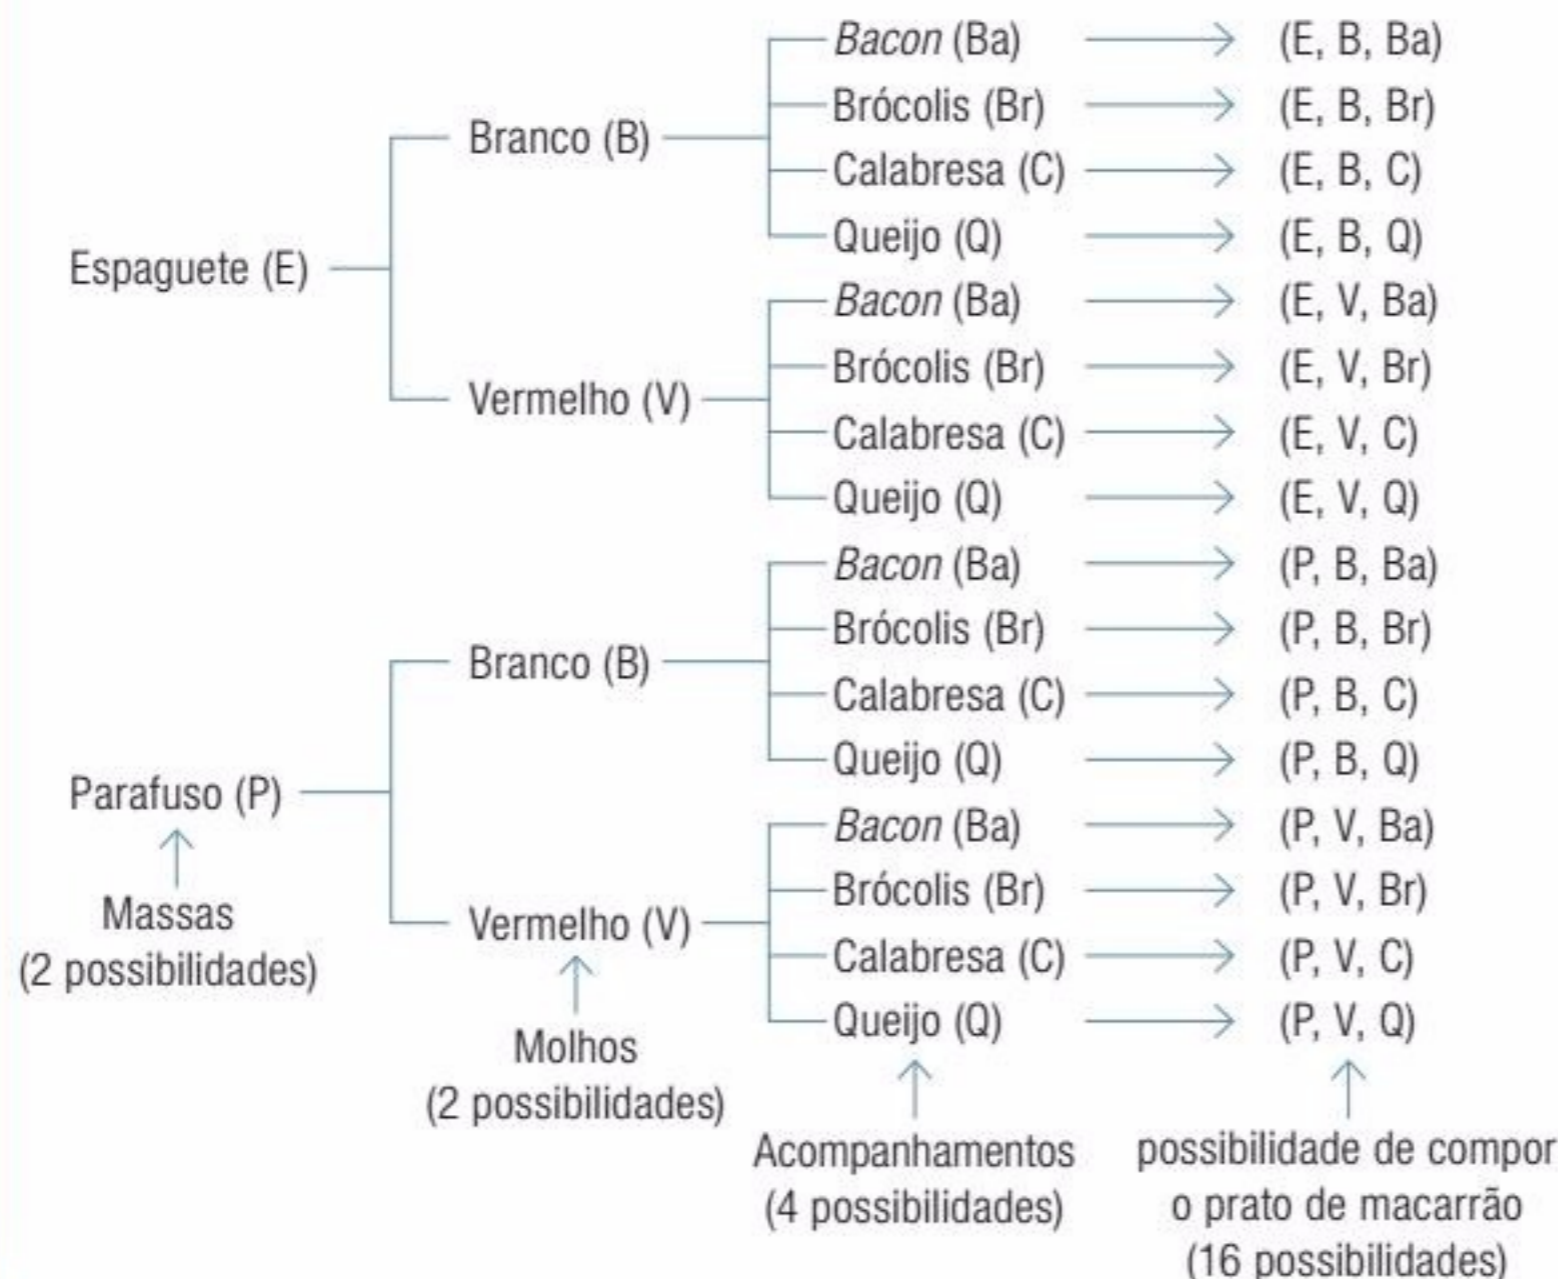 Bacon (Ba) (E, B, Ba)
Brócolis (Br) (E, B, Br)
Branco (B)
Calabresa (C) (E, B, C)
Queijo (Q) (E, B, Q)
Espaguete (E)
Bacon (Ba) (E, V, Ba)
Brócolis (Br) (E, V, Br)
Vermelho (V)
Calabresa (C) (E, V, C)
Queijo (Q) (E, V, Q)
Bacon (Ba) (P, B, Ba)
Brócolis (Br) (P, B, Br)
Branco (B)
Calabresa (C) (P, B, C)
Queijo (Q) (P, B, Q)
Parafuso (P)
Bacon (Ba) (P, V, Ba)
Brócolis (Br) (P, V, Br)
Vermelho (V)
Calabresa (C) (P, V, C)
Queijo (Q) (P, V, Q)
Massas
(2 possibilidades)
Molhos
(2 possibilidades)
Acompanhamentos
(4 possibilidades)
possibilidade de compor
o prato de macarrão
(16 possibilidades)